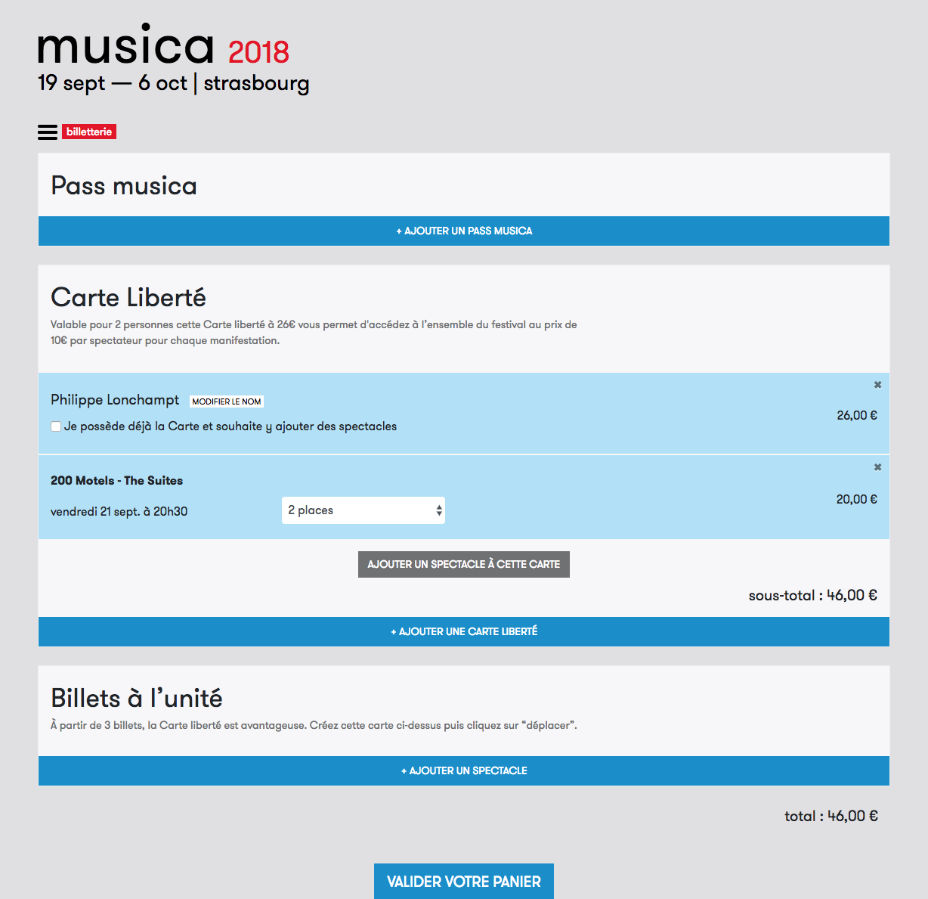 musica 2018
19 sept — 6 oct | strasbourg
billetterie
Pass musica
+ AJOUTER UN PASS MUSICA
Carte Liberté
Valable pour 2 personnes cette Carte liberté à 26€ vous permet d'accédez à l'ensemble du festival au prix de
10€ par spectateur pour chaque manifestation.
Philippe Lonchampt MODIFIER LE NOM
26,00 €
Je possède déjà la Carte et souhaite y ajouter des spectacles
200 Motels - The Suites
20,00 €
vendredi 21 sept. à 20h30 2 places
AJOUTER UN SPECTACLE À CETTE CARTE
sous-total : 46,00 €
+ AJOUTER UNE CARTE LIBERTÉ
Billets à l'unité
À partir de 3 billets, la Carte liberté est avantageuse. Créez cette carte ci-dessus puis cliquez sur “déplacer”.
+ AJOUTER UN SPECTACLE
total : 46,00 €
VALIDER VOTRE PANIER